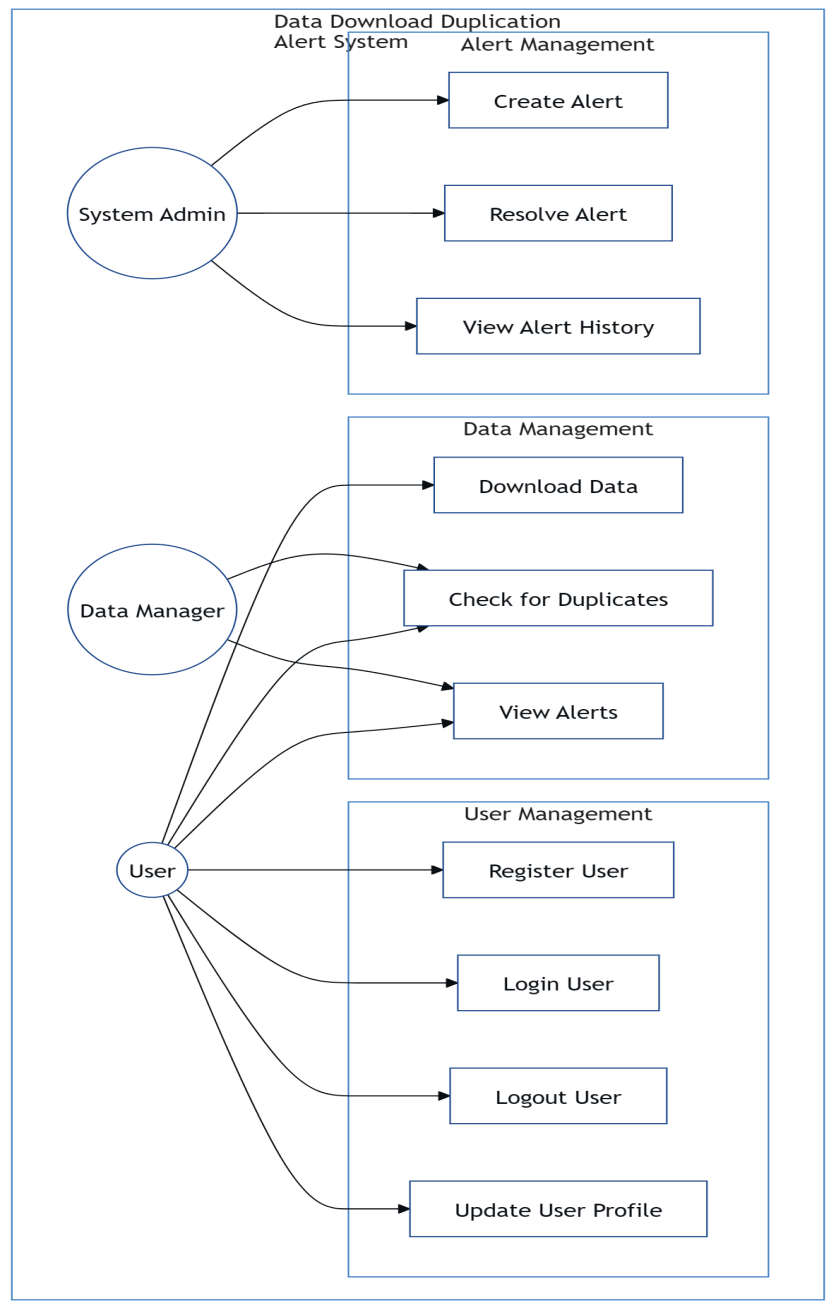 Data Download Duplication
Alert System
Alert Management
Create Alert
System Admin
Resolve Alert
View Alert History
Data Management
Download Data
Check for Duplicates
Data Manager
View Alerts
User Management
User
Register User
Login User
Logout User
Update User Profile